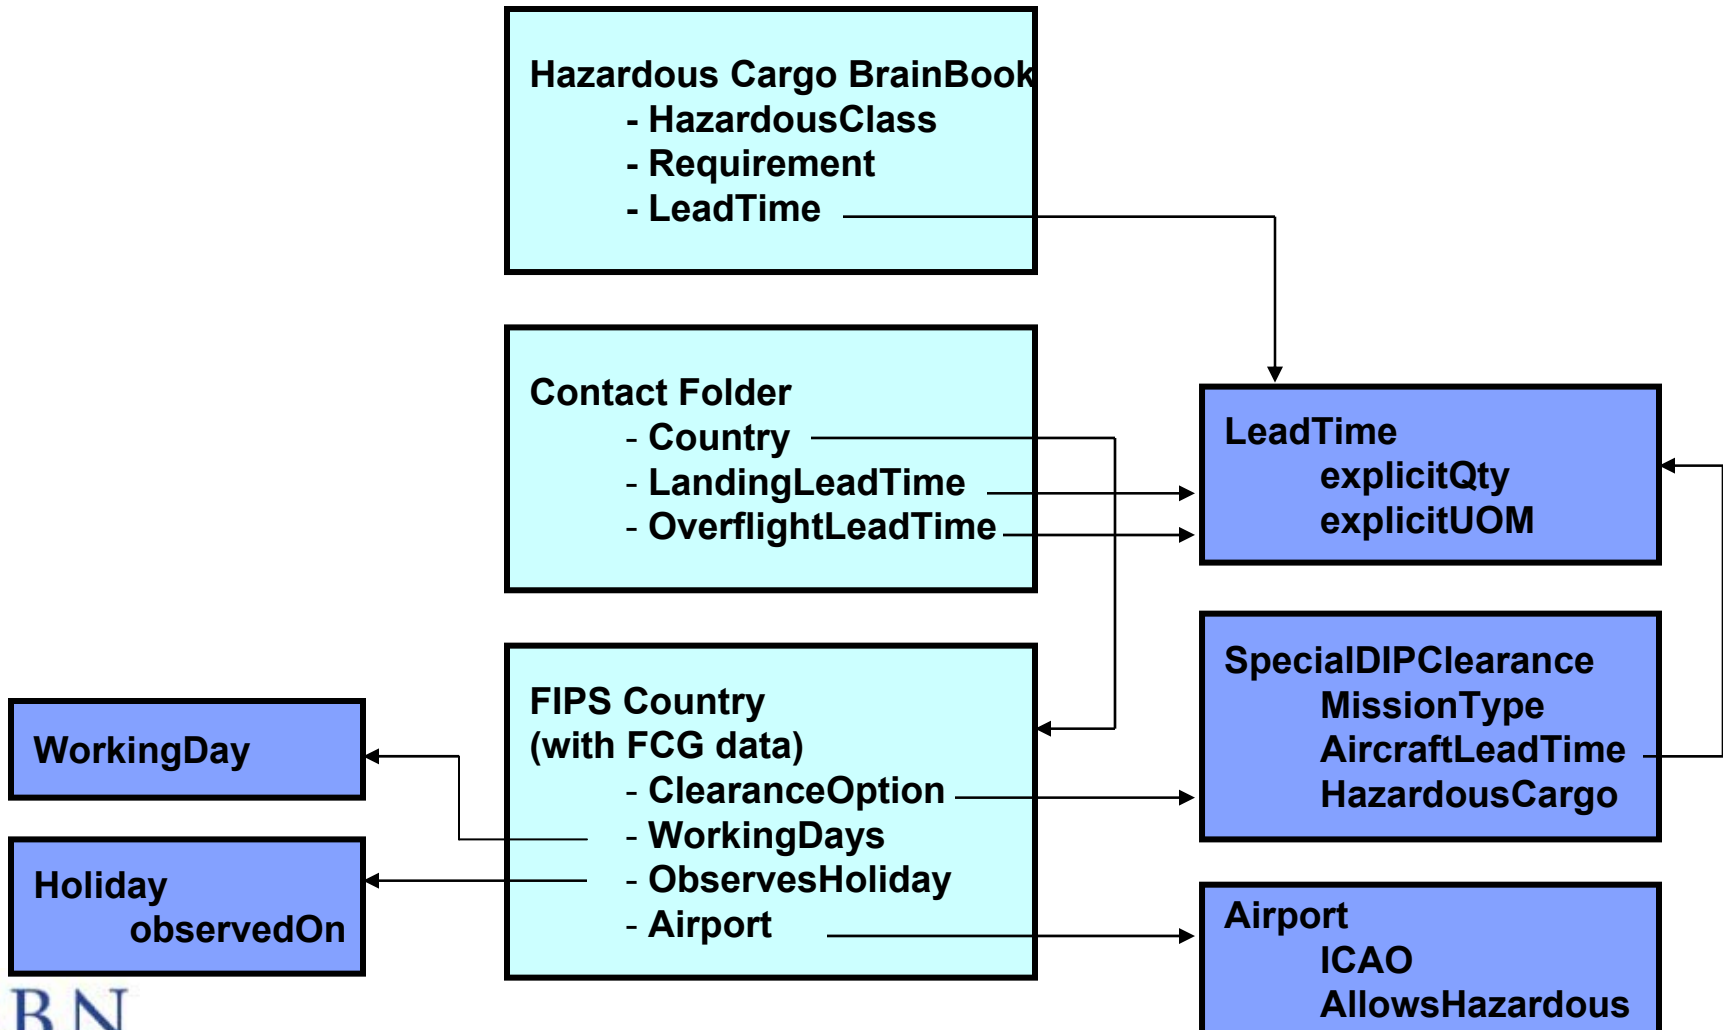 Hazardous Cargo BrainBook
- HazardousClass
- Requirement
- LeadTime
Contact Folder
- Country
- LandingLeadTime
- OverflightLeadTime
LeadTime
explicitQty
explicitUOM
FIPS Country
(with FCG data)
- ClearanceOption
- WorkingDays
- ObservesHoliday
- Airport
SpecialDIPClearance
MissionType
AircraftLeadTime
HazardousCargo
WorkingDay
Holiday
observedOn
Airport
ICAO
AllowsHazardous
BN